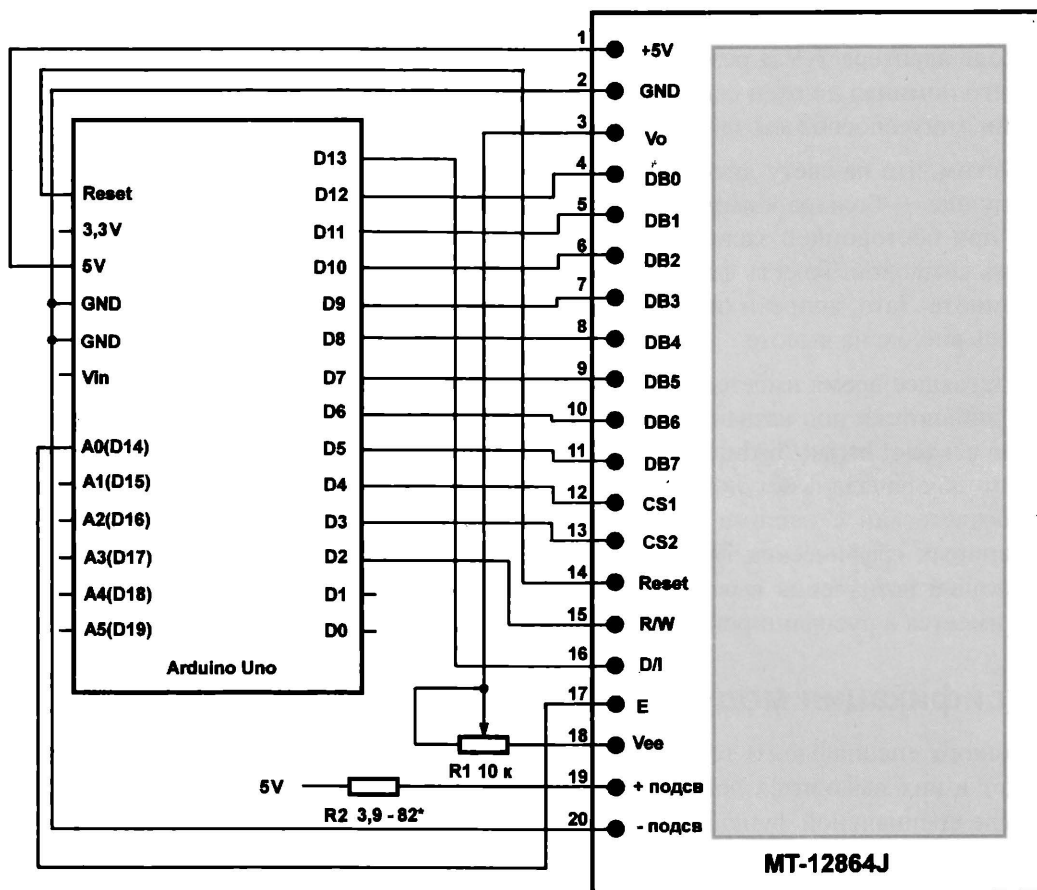 1
+5V
2
GND
3
Vo
4
DB0
5
DB1
6
DB2
7
DB3
8
DB4
9
DB5
10
DB6
11
DB7
12
CS1
13
CS2
14
Reset
15
R/W
16
D/I
17
E
18
Vee
19
+ подсв
20
- подсв
MT-12864J
Reset
3,3V
5V
GND
GND
Vin
A0(D14)
A1(D15)
A2(D16)
A3(D17)
A4(D18)
A5(D19)
D13
D12
D11
D10
D9
D8
D7
D6
D5
D4
D3
D2
D1
D0
Arduino Uno
R1 10 к
5V
R2 3,9 - 82*